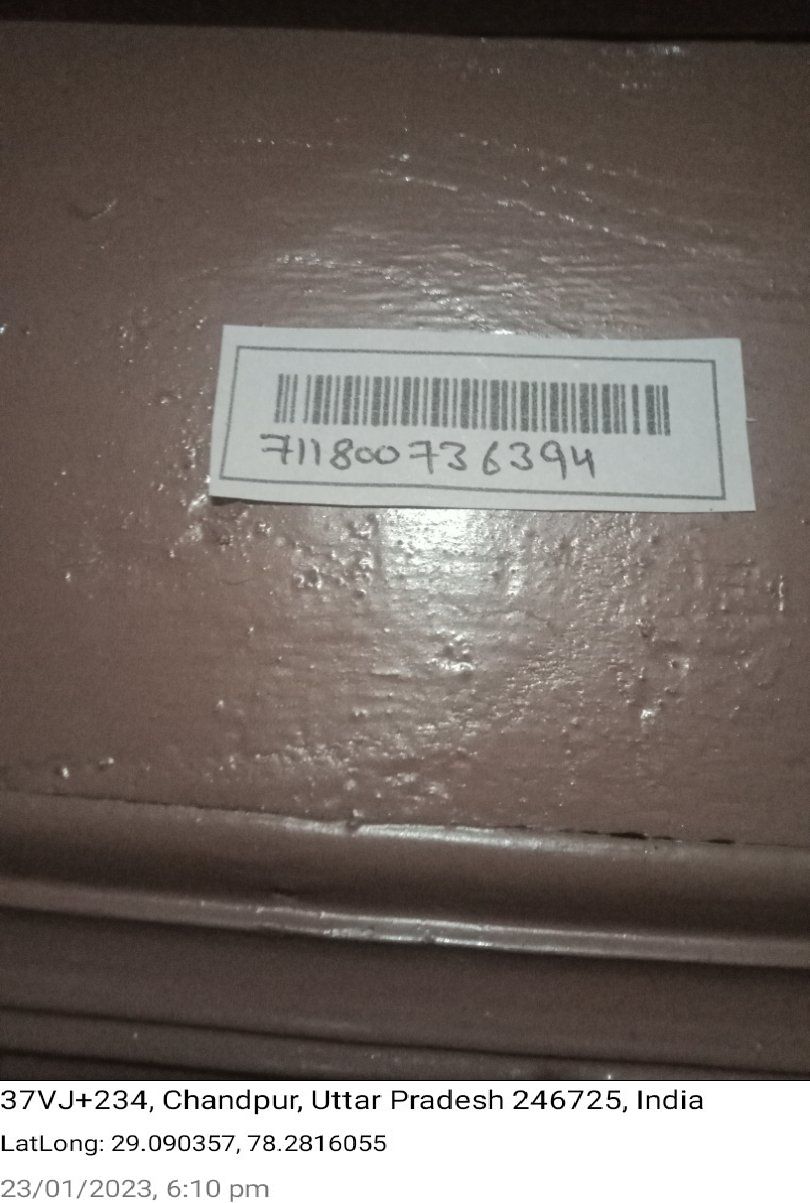 711800736394
37VJ+234, Chandpur, Uttar Pradesh 246725, India
LatLong: 29.090357, 78.2816055
23/01/2023, 6:10 pm